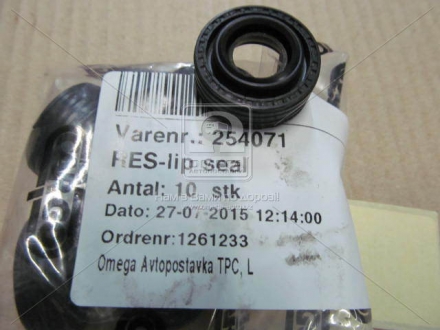 Varenr.: 254071
HES-lip seal
Antal: 10 stk
Dato: 27-07-2015 12:14:00
Ordrenr:1261233
Omega Avtopostavka TPC, L